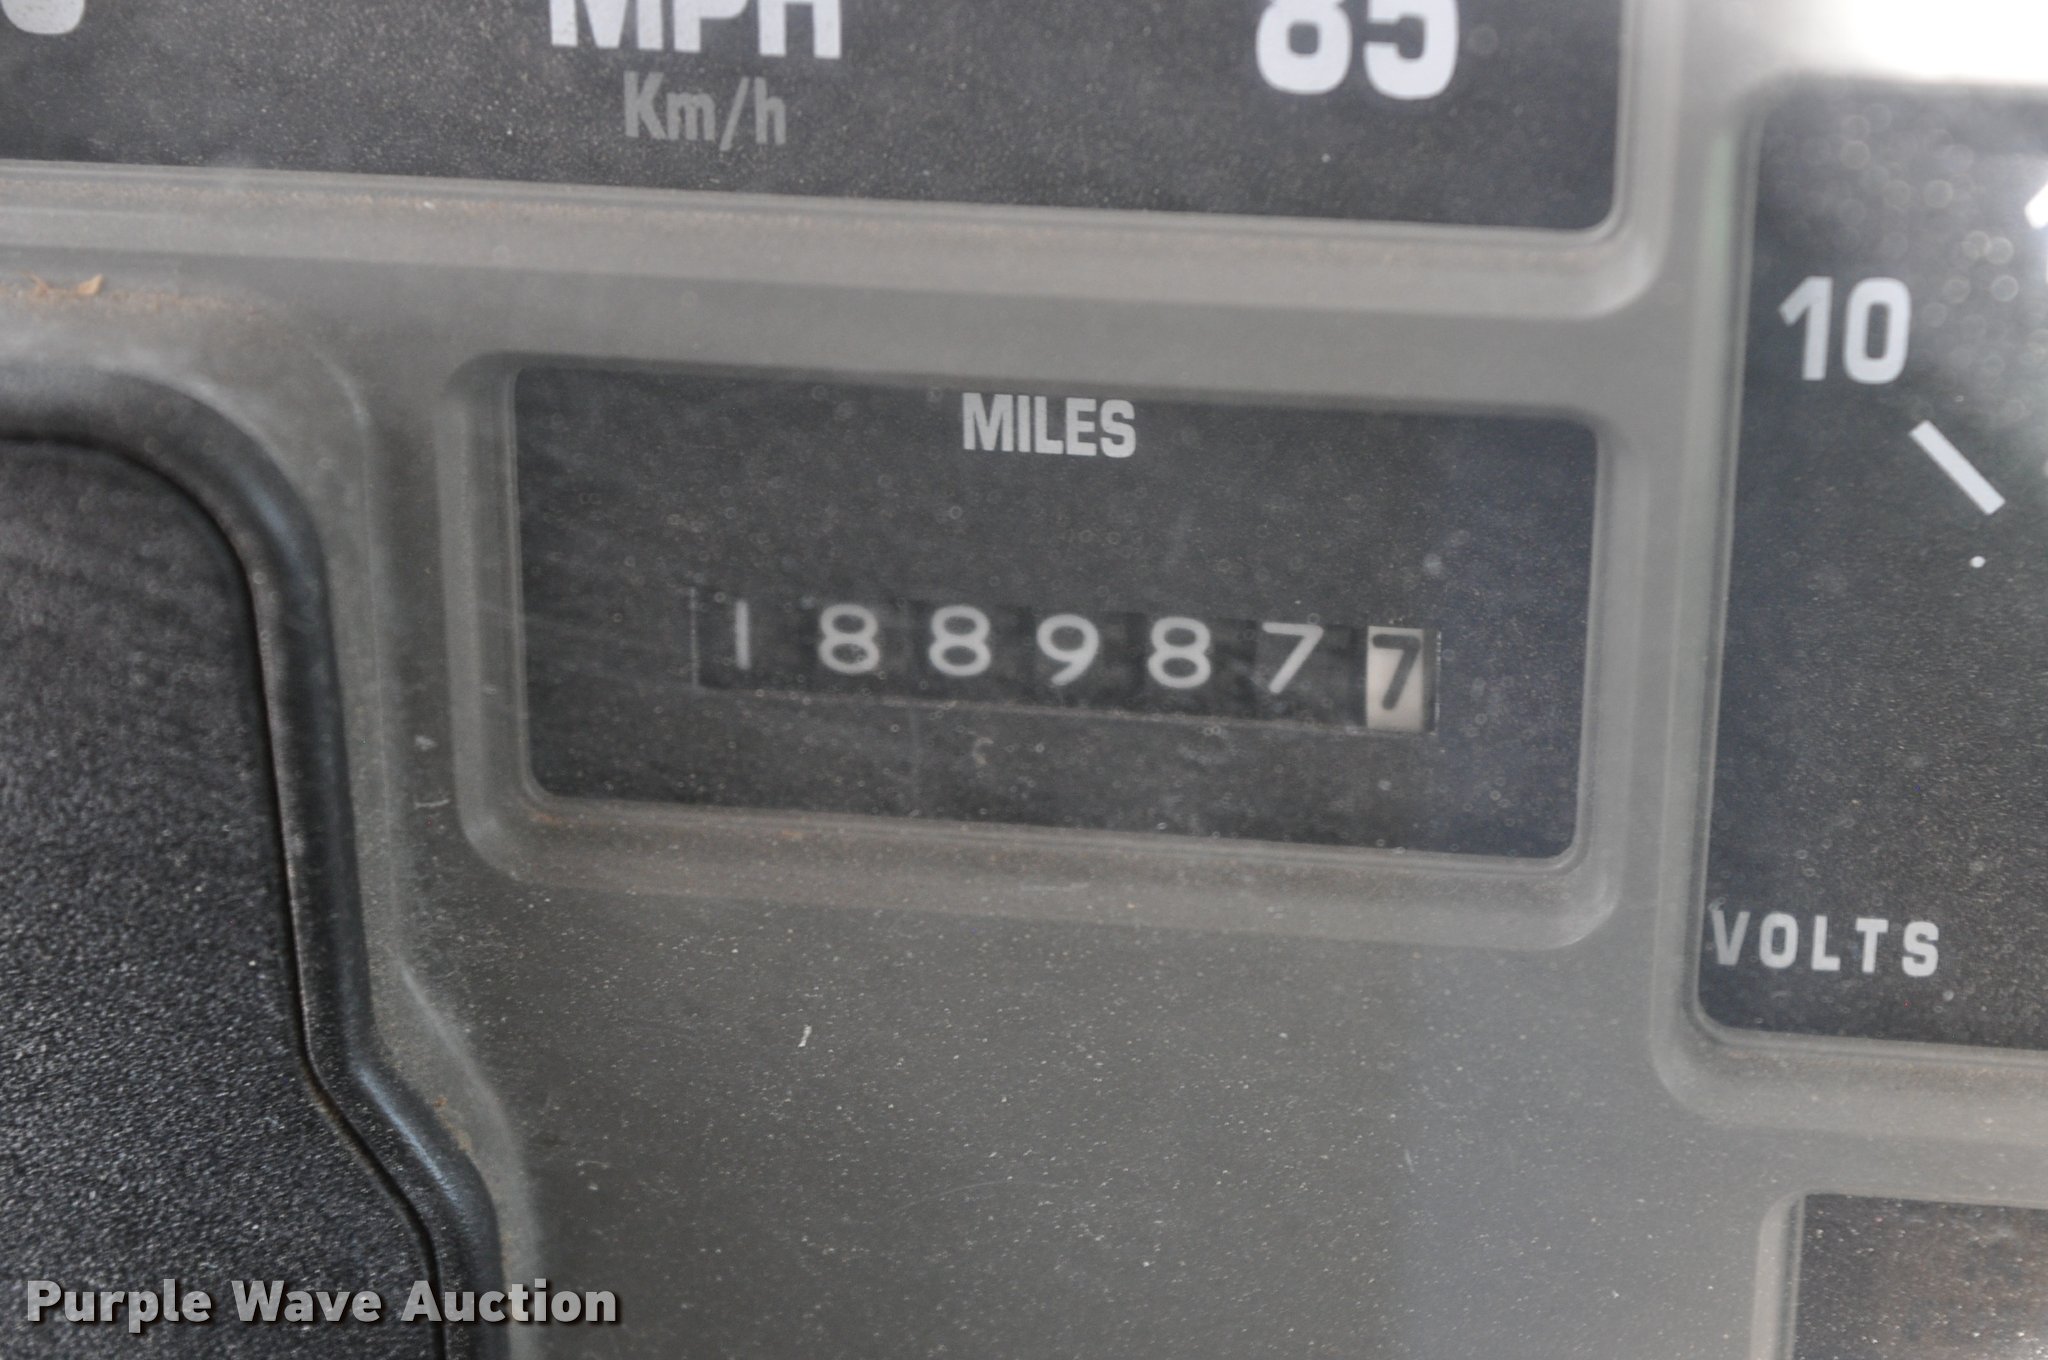 MPH
85
Km/h
10
MILES
1889877
VOLTS
Purple Wave Auction